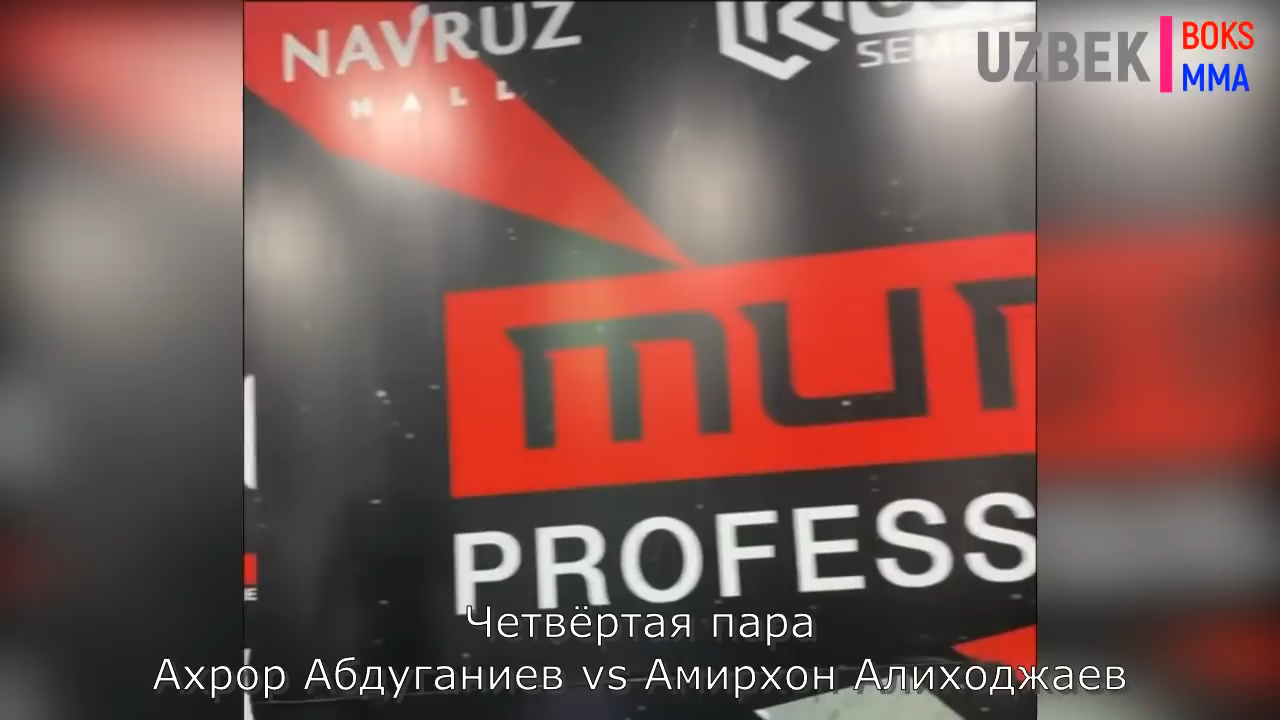 NAVRUZ
HALL
UZBEK
BOKS
MMA
PROFESS
Четвёртая пара
Ахрор Абдуганиев vs Амирхон Алиходжаев